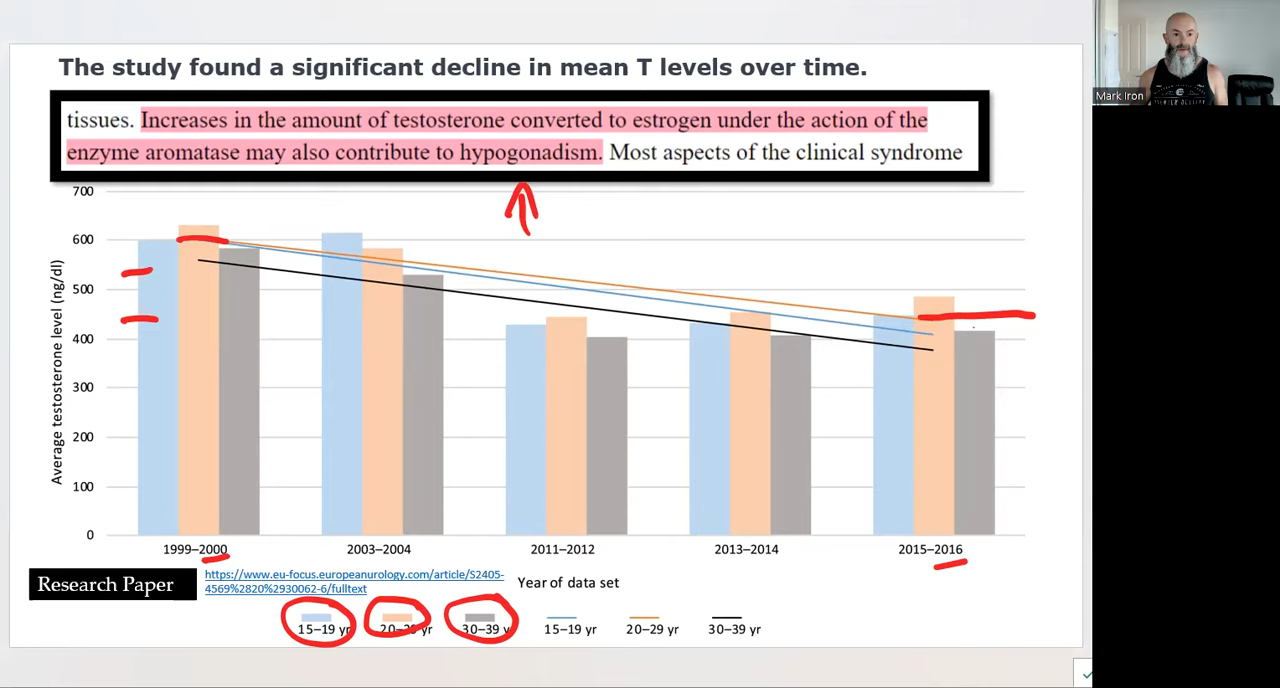 The study found a significant decline in mean T levels over time.
tissues. Increases in the amount of testosterone converted to estrogen under the action of the
enzyme aromatase may also contribute to hypogonadism. Most aspects of the clinical syndrome
Mark Iron
Average testosterone level (ng/dl)
700
600
500
400
300
200
100
0
1999–2000
2003–2004
2011–2012
2013–2014
2015–2016
Year of data set
Research Paper
https://www.eu-focus.europeanurology.com/article/S2405-
4569%2820%2930062-6/fulltext
15–19 yr
20–29 yr
30–39 yr
15–19 yr
20–29 yr
30–39 yr